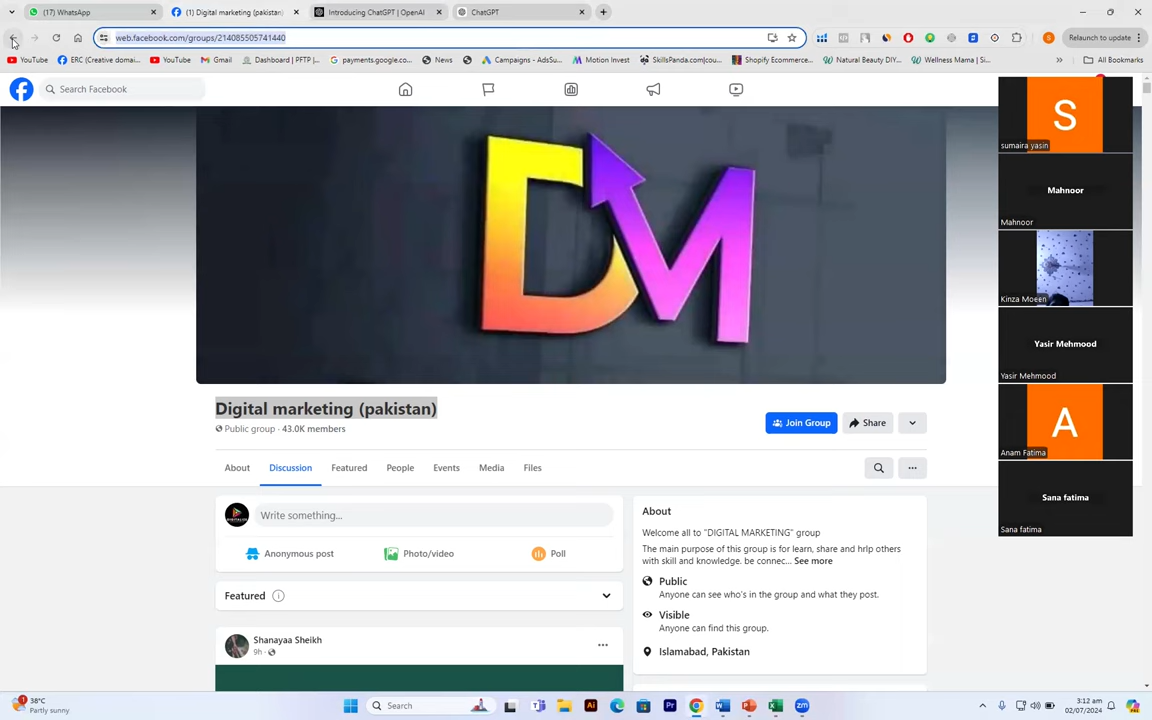 (17) WhatsApp
(1) Digital marketing (pakistan)
Introducing ChatGPT | OpenAI
ChatGPT
web.facebook.com/groups/214085505741440
S
Relaunch to update
YouTube
ERC (Creative domai...
YouTube
Gmail
Dashboard | PFTP |...
payments.google.co...
News
Campaigns - AdsSu...
Motion Invest
SkillsPanda.com|cou...
Shopify Ecommerce...
Natural Beauty DIY...
Wellness Mama | Si...
All Bookmarks
Search Facebook
DM
S
sumaira yasin
Mahnoor
Mahnoor
Kinza Moeen
Yasir Mehmood
Yasir Mehmood
A
Anam Fatima
Sana fatima
Sana fatima
Digital marketing (pakistan)
Public group · 43.0K members
Join Group
Share
About
Discussion
Featured
People
Events
Media
Files
Write something...
Anonymous post
Photo/video
Poll
Featured
Shanayaa Sheikh
9h ·
About
Welcome all to "DIGITAL MARKETING" group
The main purpose of this group is for learn, share and hrlp others
with skill and knowledge. be connec... See more
Public
Anyone can see who's in the group and what they post.
Visible
Anyone can find this group.
Islamabad, Pakistan
1
38°C
Partly sunny
Search
3:12 am
02/07/2024